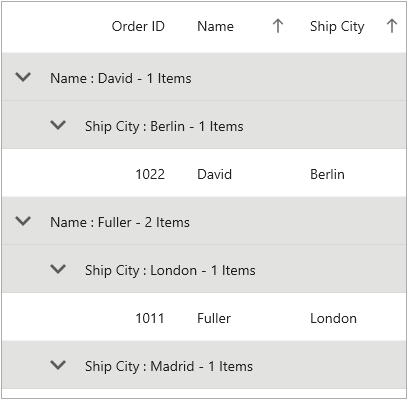 Order ID Name Ship City
Name : David - 1 Items
Ship City : Berlin - 1 Items
1022 David Berlin
Name : Fuller - 2 Items
Ship City : London - 1 Items
1011 Fuller London
Ship City : Madrid - 1 Items